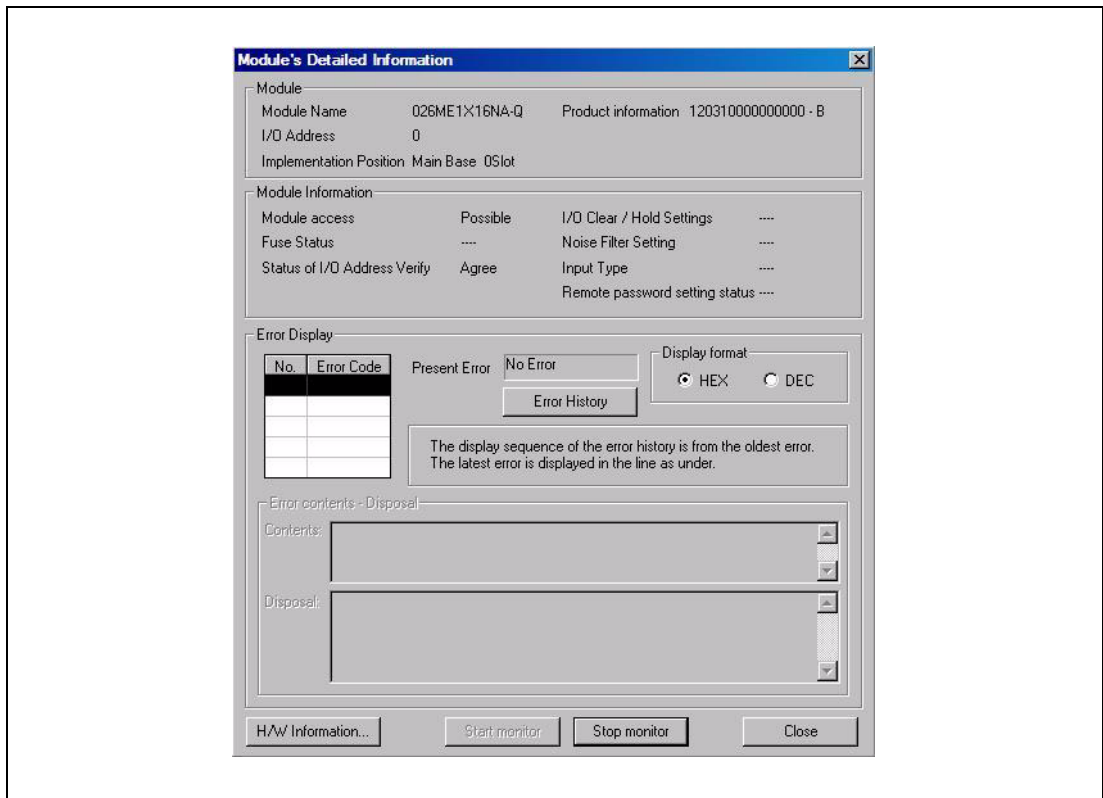 Module's Detailed Information
Module
Module Name 026ME1X16NA-Q Product information 120310000000000 - B
I/O Address 0
Implementation Position Main Base 0Slot
Module Information
Module access Possible I/O Clear / Hold Settings ----
Fuse Status ---- Noise Filter Setting ----
Status of I/O Address Verify Agree Input Type ----
Remote password setting status ----
Error Display
No. Error Code Present Error No Error Display format
HEX DEC
Error History
The display sequence of the error history is from the oldest error.
The latest error is displayed in the line as under.
Error contents - Disposal
Contents:
Disposal:
H/W Information... Start monitor Stop monitor Close